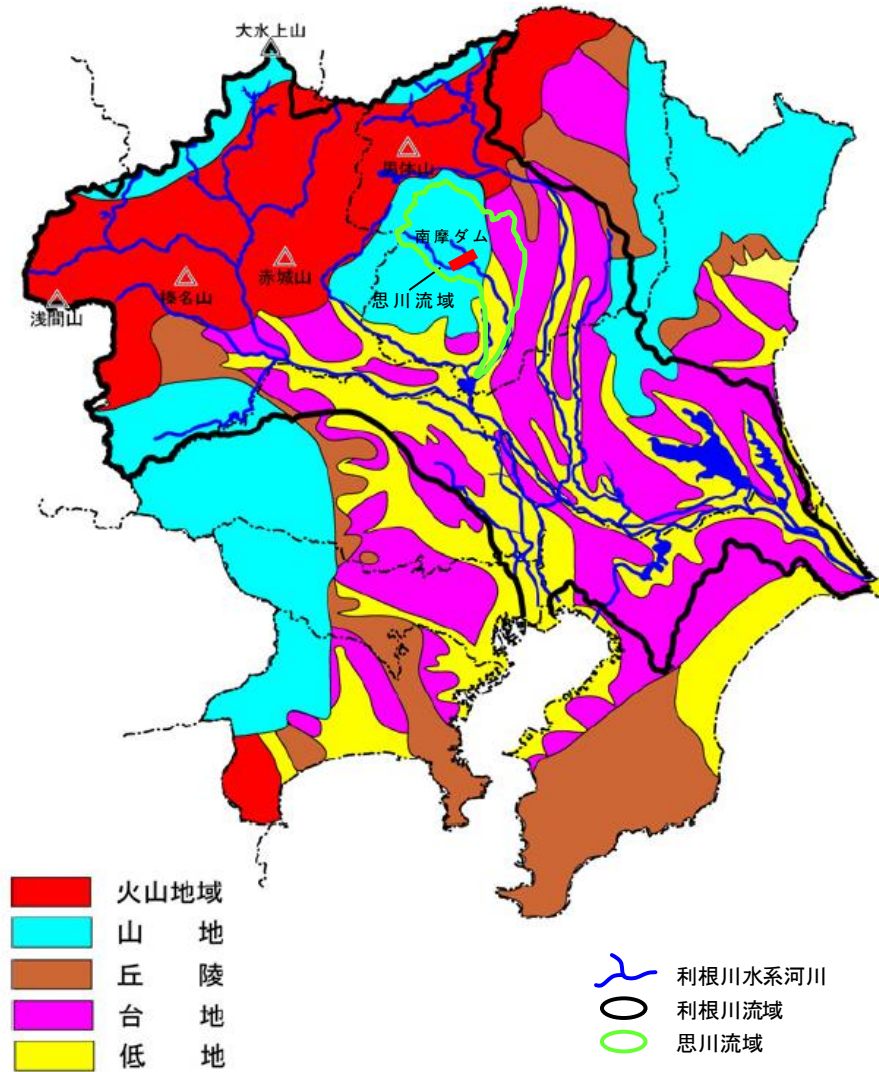 大水上山
男体山
南摩ダム
赤城山
思川流域
榛名山
浅間山
火山地域
山 地
丘 陵
台 地
低 地
利根川水系河川
利根川流域
思川流域